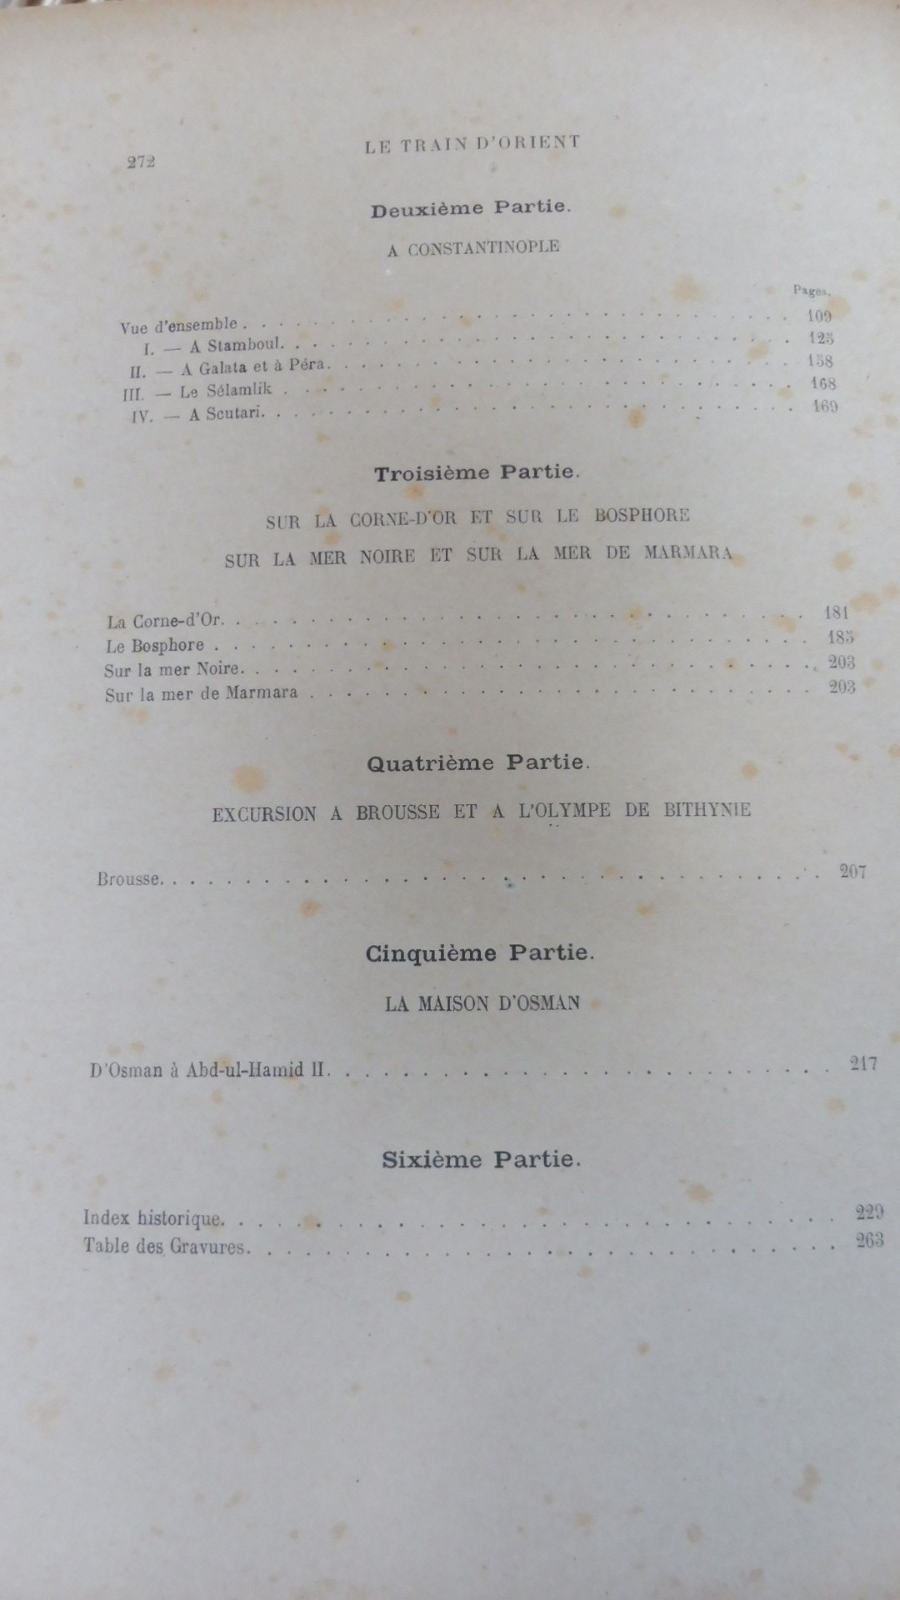 272
LE TRAIN D'ORIENT
Deuxième Partie.
A CONSTANTINOPLE
Pages.
Vue d'ensemble. . . . . . . . . . . . . . . . . . . . . . . . . 109
I. — A Stamboul. . . . . . . . . . . . . . . . . . . . . . . . . 125
II. — A Galata et à Péra. . . . . . . . . . . . . . . . . . . . . . 158
III. — Le Sélamlik . . . . . . . . . . . . . . . . . . . . . . . . . 168
IV. — A Scutari. . . . . . . . . . . . . . . . . . . . . . . . . . 169
Troisième Partie.
SUR LA CORNE-D'OR ET SUR LE BOSPHORE
SUR LA MER NOIRE ET SUR LA MER DE MARMARA
La Corne-d'Or. . . . . . . . . . . . . . . . . . . . . . . . . . 181
Le Bosphore . . . . . . . . . . . . . . . . . . . . . . . . . . 185
Sur la mer Noire. . . . . . . . . . . . . . . . . . . . . . . . . 203
Sur la mer de Marmara . . . . . . . . . . . . . . . . . . . . . . 203
Quatrième Partie.
EXCURSION A BROUSSE ET A L'OLYMPE DE BITHYNIE
Brousse. . . . . . . . . . . . . . . . . . . . . . . . . . . . . 207
Cinquième Partie.
LA MAISON D'OSMAN
D'Osman à Abd-ul-Hamid II. . . . . . . . . . . . . . . . . . . . . . 217
Sixième Partie.
Index historique. . . . . . . . . . . . . . . . . . . . . . . . . 229
Table des Gravures. . . . . . . . . . . . . . . . . . . . . . . . 263